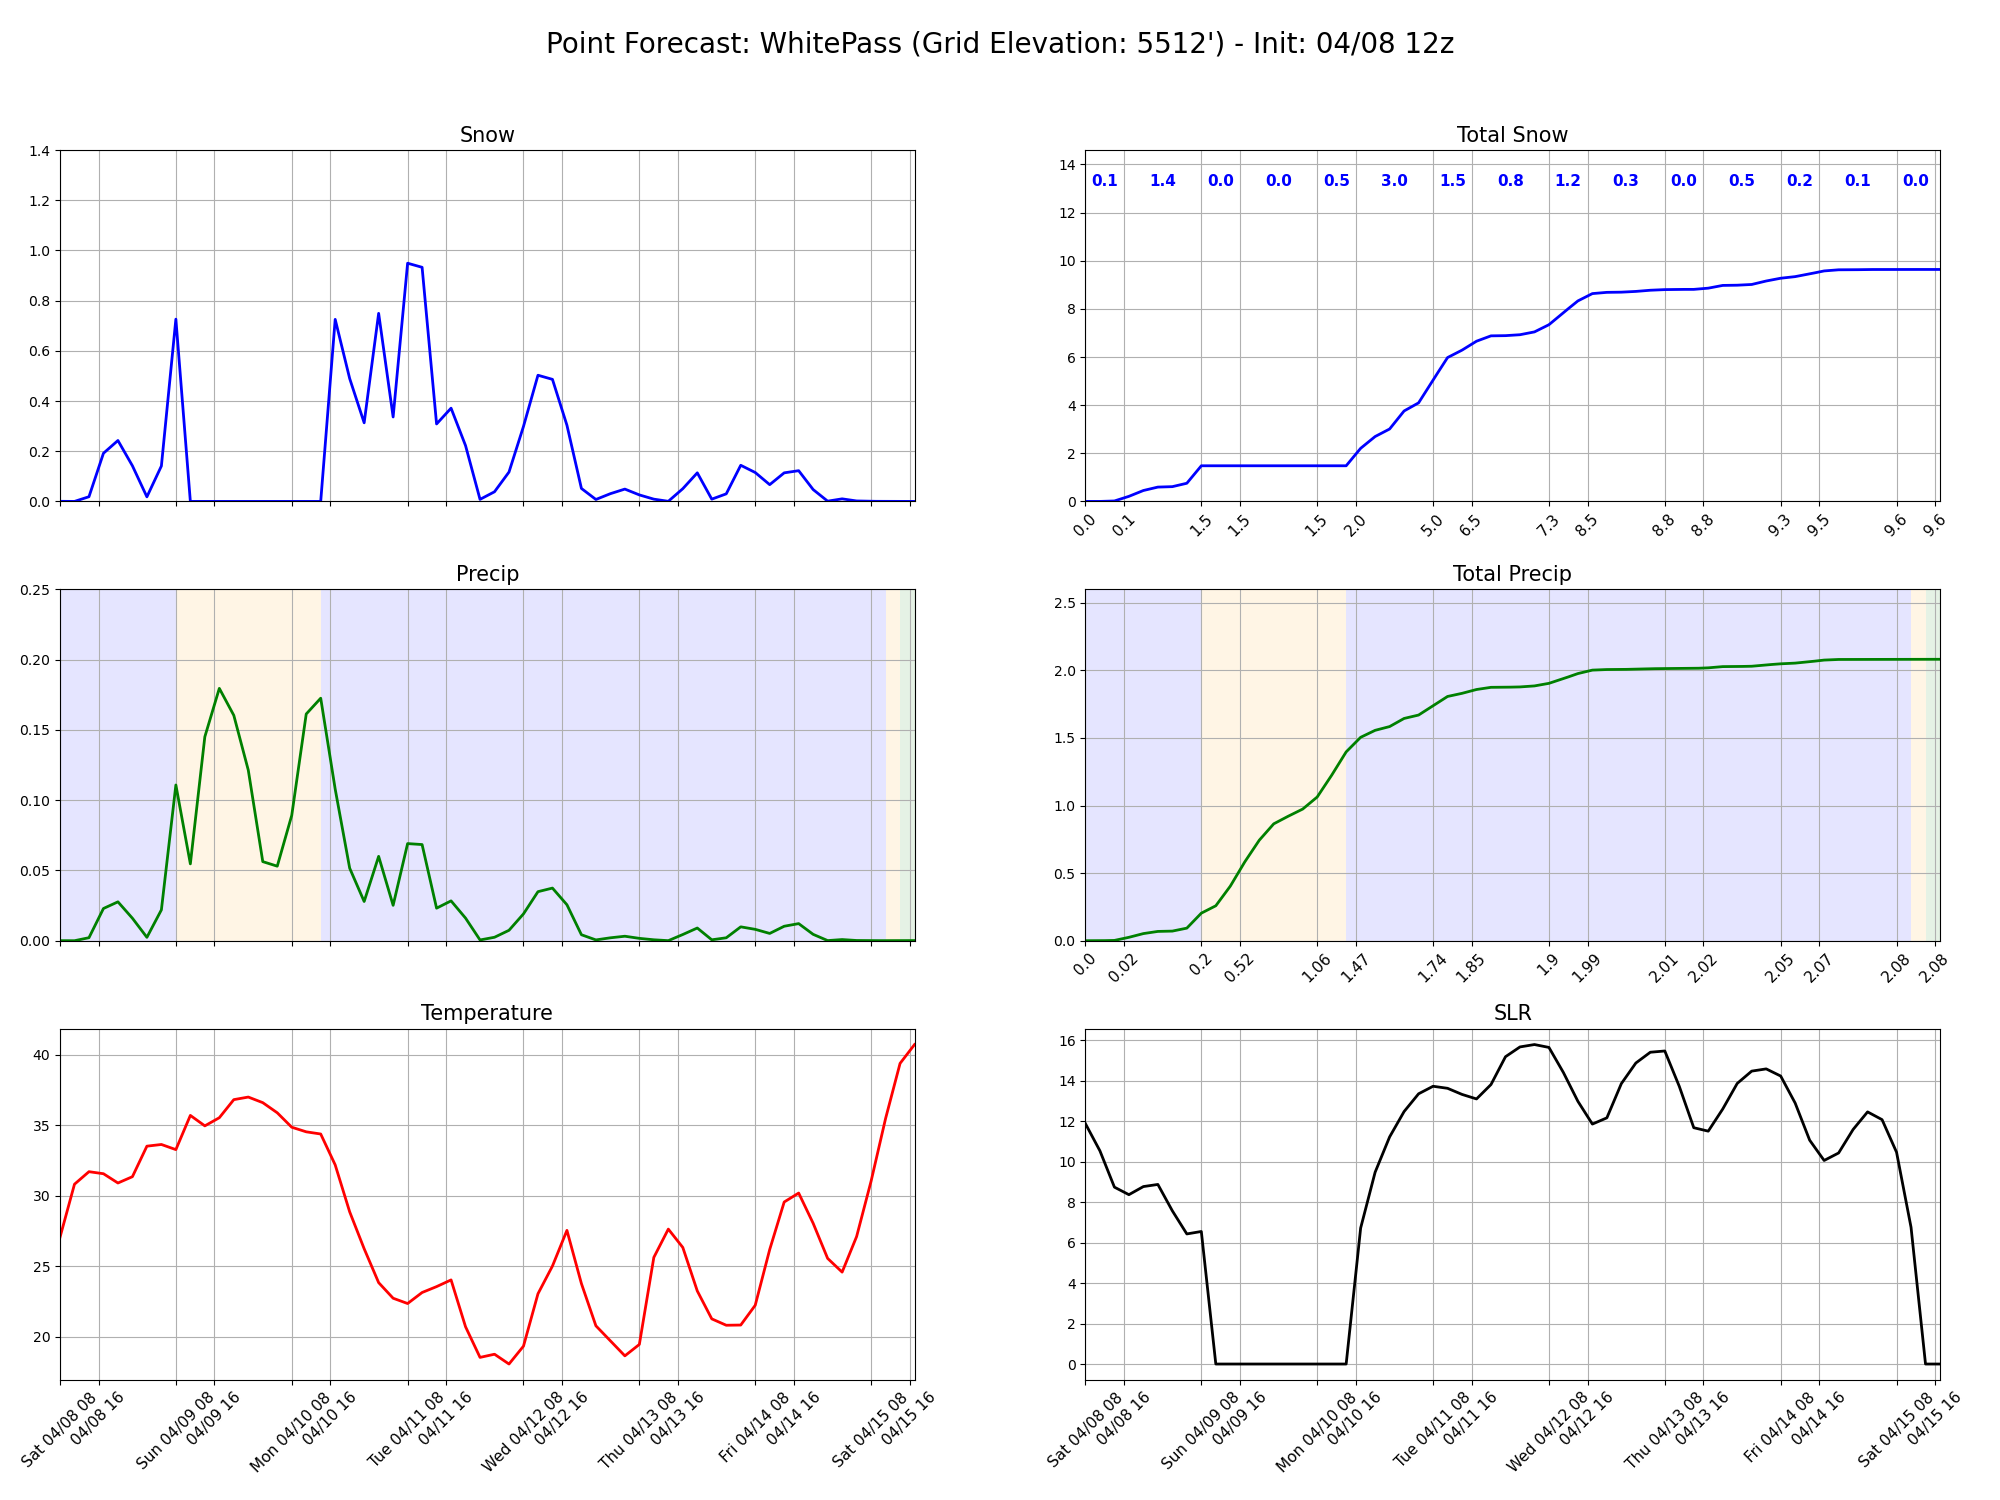 Point Forecast: WhitePass (Grid Elevation: 5512') - Init: 04/08 12z
Snow
1.4
1.2
1.0
0.8
0.6
0.4
0.2
0.0
Total Snow
14
12
10
8
6
4
2
0
0.1 1.4 0.0 0.0 0.5 3.0 1.5 0.8 1.2 0.3 0.0 0.5 0.2 0.1 0.0
0.0 0.1 1.5 1.5 1.5 2.0 5.0 6.5 7.3 8.5 8.8 8.8 9.3 9.5 9.6 9.6
Precip
0.25
0.20
0.15
0.10
0.05
0.00
Total Precip
2.5
2.0
1.5
1.0
0.5
0.0
0.0 0.02 0.2 0.52 1.06 1.47 1.74 1.85 1.9 1.99 2.01 2.02 2.05 2.07 2.08 2.08
Temperature
40
35
30
25
20
Sat 04/08 08
04/08 16
Sun 04/09 08
04/09 16
Mon 04/10 08
04/10 16
Tue 04/11 08
04/11 16
Wed 04/12 08
04/12 16
Thu 04/13 08
04/13 16
Fri 04/14 08
04/14 16
Sat 04/15 08
04/15 16
SLR
16
14
12
10
8
6
4
2
0
Sat 04/08 08
04/08 16
Sun 04/09 08
04/09 16
Mon 04/10 08
04/10 16
Tue 04/11 08
04/11 16
Wed 04/12 08
04/12 16
Thu 04/13 08
04/13 16
Fri 04/14 08
04/14 16
Sat 04/15 08
04/15 16